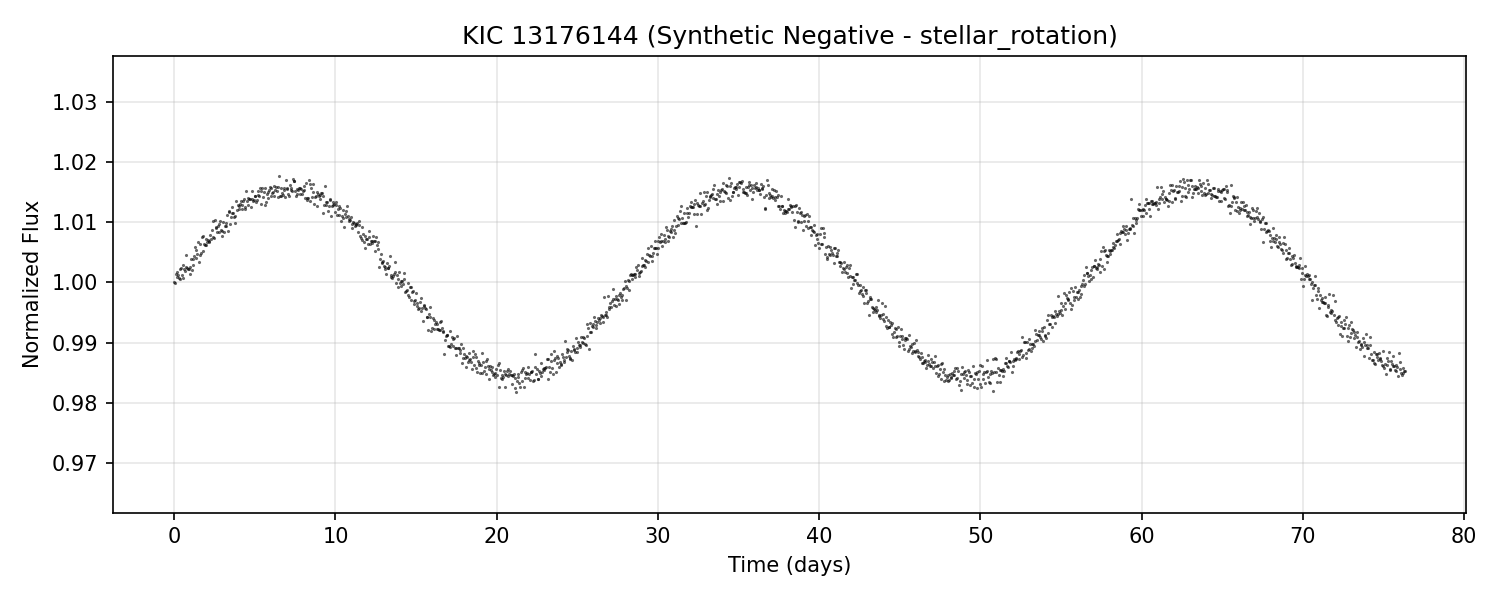 KIC 13176144 (Synthetic Negative - stellar_rotation)
1.03
1.02
1.01
1.00
0.99
0.98
0.97
Normalized Flux
0 10 20 30 40 50 60 70 80
Time (days)